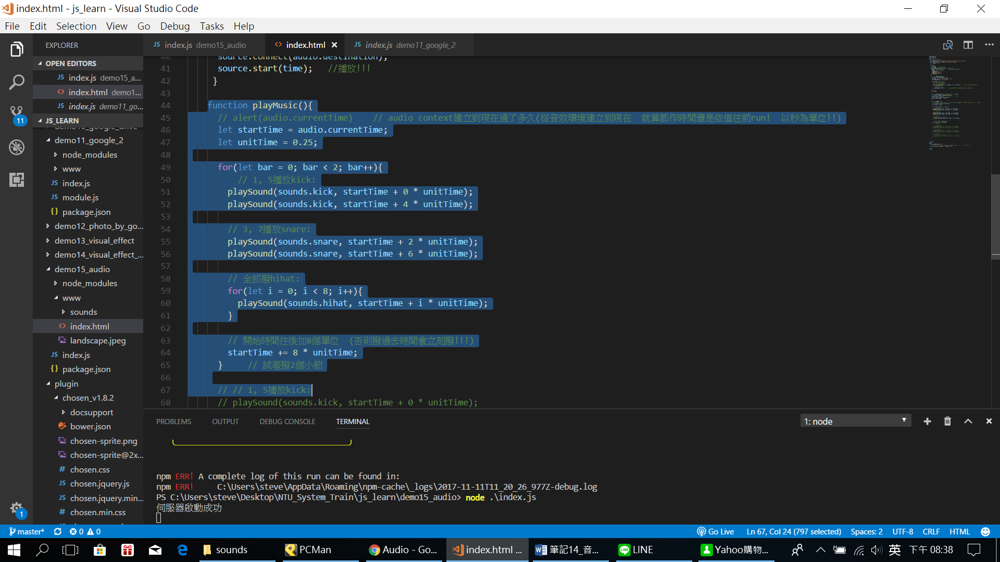 index.html - js_learn - Visual Studio Code
File Edit Selection View Go Debug Tasks Help
EXPLORER
OPEN EDITORS
JS index.js demo15_a...
<> index.html demo1...
JS index.js demo11_go...
JS_LEARN
demo10_google_drive
demo11_google_2
node_modules
www
JS index.js
JS module.js
{} package.json
demo12_photo_by_go...
demo13_visual_effect
demo14_visual_effect_...
demo15_audio
node_modules
www
sounds
<> index.html
landscape.jpeg
JS index.js
{} package.json
plugin
chosen_v1.8.2
docsupport
bower.json
chosen-sprite.png
chosen-sprite@2x...
# chosen.css
JS chosen.jquery.js
JS chosen.jquery.min...
# chosen.min.css
11
1
JS index.js demo15_audio
<> index.html
JS index.js demo11_google_2
40 source.connect(audio.destination);
41 source.start(time); //播放!!!
42 }
43
44 function playMusic(){
45 // alert(audio.currentTime) // audio context建立到現在過了多久(從音效環境建立到現在 就算都作時間還是依值往前run! 以秒為單位!!)
46 let startTime = audio.currentTime;
47 let unitTime = 0.25;
48
49 for(let bar = 0; bar < 2; bar++){
50 // 1, 5播放kick:
51 playSound(sounds.kick, startTime + 0 * unitTime);
52 playSound(sounds.kick, startTime + 4 * unitTime);
53
54 // 3, 7播放snare:
55 playSound(sounds.snare, startTime + 2 * unitTime);
56 playSound(sounds.snare, startTime + 6 * unitTime);
57
58 // 全部撥hihat:
59 for(let i = 0; i < 8; i++){
60 playSound(sounds.hihat, startTime + i * unitTime);
61 }
62
63 // 開始時間往後加8個單位 (否則撥過去時間會立刻撥!!!)
64 startTime += 8 * unitTime;
65 } // 試著撥2個小節
66
67 // // 1, 5播放kick:
68 // playSound(sounds.kick, startTime + 0 * unitTime);
PROBLEMS OUTPUT DEBUG CONSOLE TERMINAL
1: node
npm ERR! A complete log of this run can be found in:
npm ERR! C:\Users\steve\AppData\Roaming\npm-cache\_logs\2017-11-11T11_20_26_977Z-debug.log
PS C:\Users\steve\Desktop\NTU_System_Train\js_learn\demo15_audio> node .\index.js
伺服器啟動成功
master* 0 0
Go Live Ln 67, Col 24 (797 selected) Spaces: 2 UTF-8 CRLF HTML
sounds PCMan Audio - Go... index.html ... 筆記14_音... LINE Yahoo購物...
英 下午 08:38